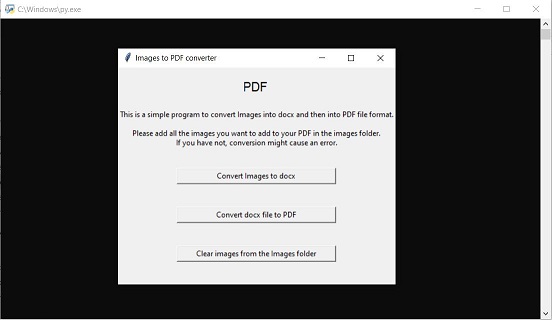 C:\Windows\py.exe
Images to PDF converter
PDF
This is a simple program to convert Images into docx and then into PDF file format.
Please add all the images you want to add to your PDF in the images folder.
If you have not, conversion might cause an error.
Convert Images to docx
Convert docx file to PDF
Clear images from the Images folder